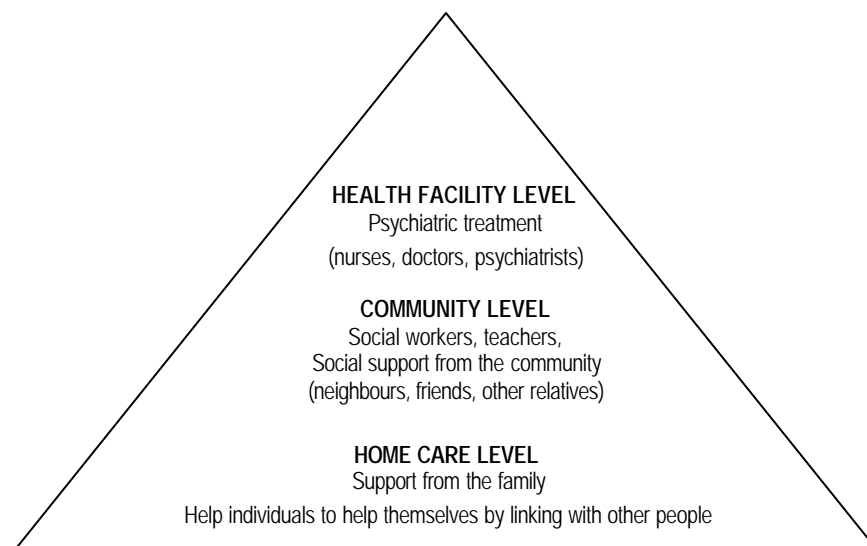 HEALTH FACILITY LEVEL
Psychiatric treatment
(nurses, doctors, psychiatrists)
COMMUNITY LEVEL
Social workers, teachers,
Social support from the community
(neighbours, friends, other relatives)
HOME CARE LEVEL
Support from the family
Help individuals to help themselves by linking with other people